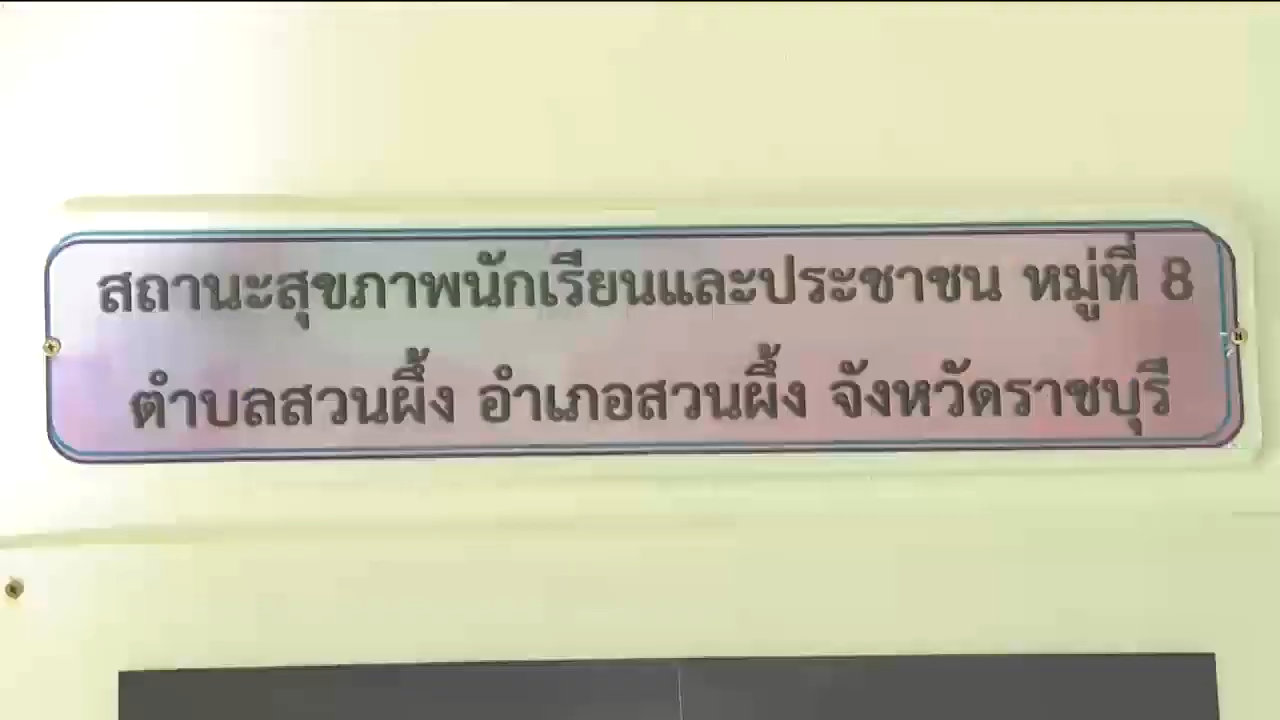 สถานะสุขภาพนักเรียนและประชาชน หมู่ที่ 8
ตำบลสวนผึ้ง อำเภอสวนผึ้ง จังหวัดราชบุรี